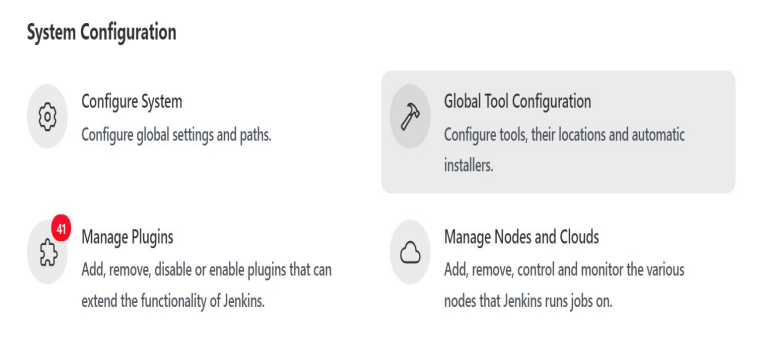 System Configuration
Configure System
Configure global settings and paths.
Global Tool Configuration
Configure tools, their locations and automatic
installers.
41
Manage Plugins
Add, remove, disable or enable plugins that can
extend the functionality of Jenkins.
Manage Nodes and Clouds
Add, remove, control and monitor the various
nodes that Jenkins runs jobs on.